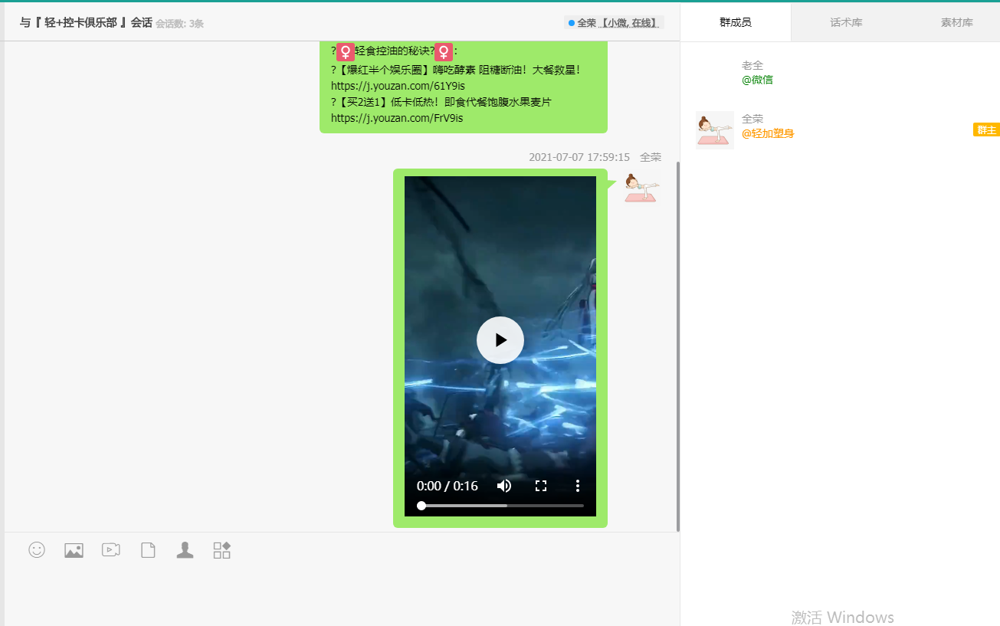 与『 轻+控卡俱乐部 』会话 会话数: 3条
全荣 【小微, 在线】
群成员
话术库
素材库
?♀轻食控油的秘诀?♀：
?【爆红半个娱乐圈】嗨吃酵素 阻糖断油！大餐救星！
https://j.youzan.com/61Y9is
?【买2送1】低卡低热！即食代餐饱腹水果麦片
https://j.youzan.com/FrV9is
2021-07-07 17:59:15 全荣
0:00 / 0:16
老全
@微信
全荣
@轻加塑身
群主
激活 Windows